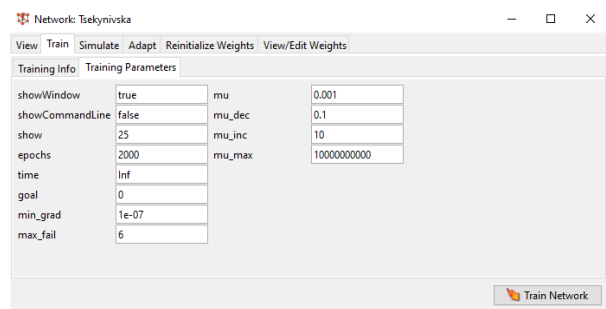 Network: Tsekynivska
View Train Simulate Adapt Reinitialize Weights View/Edit Weights
Training Info Training Parameters
showWindow true mu 0.001
showCommandLine false mu_dec 0.1
show 25 mu_inc 10
epochs 2000 mu_max 10000000000
time Inf
goal 0
min_grad 1e-07
max_fail 6
Train Network